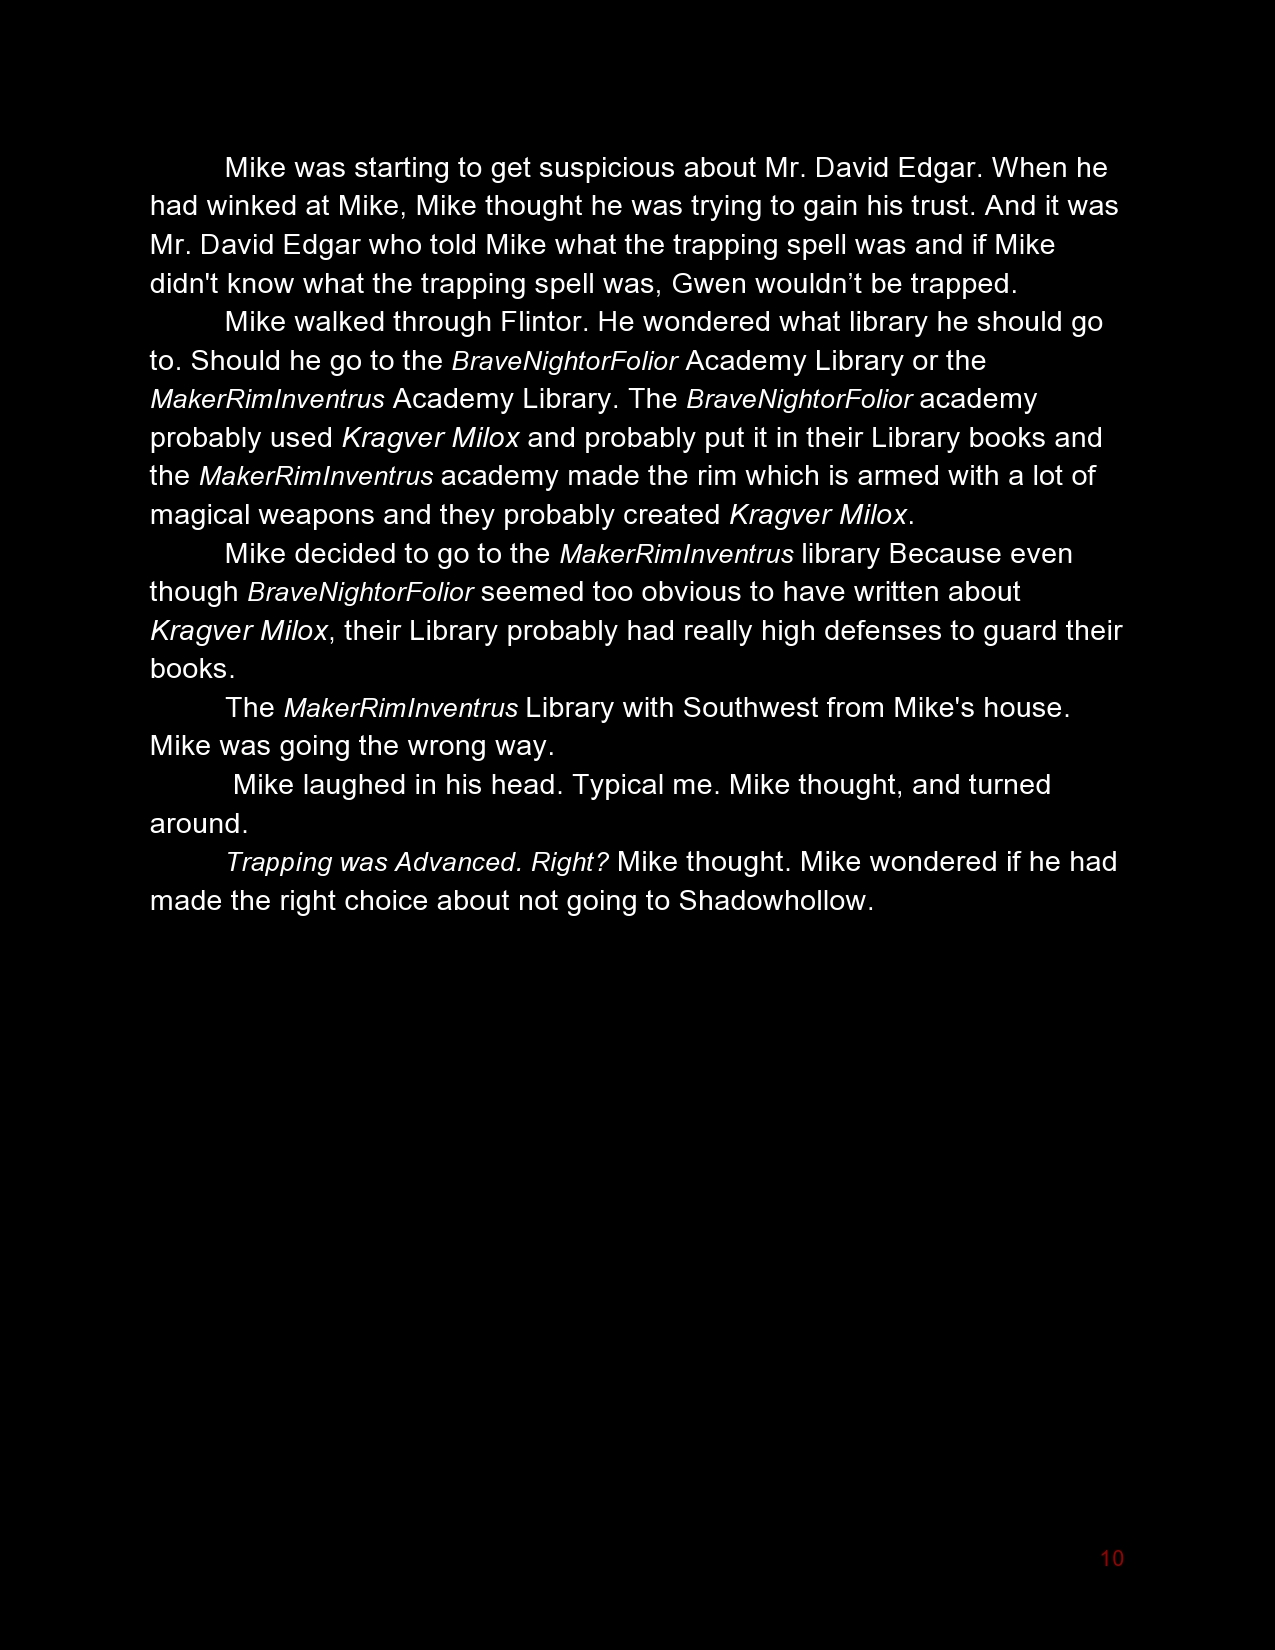 Mike was starting to get suspicious about Mr. David Edgar. When he
had winked at Mike, Mike thought he was trying to gain his trust. And it was
Mr. David Edgar who told Mike what the trapping spell was and if Mike
didn't know what the trapping spell was, Gwen wouldn’t be trapped.
Mike walked through Flintor. He wondered what library he should go
to. Should he go to the BraveNightorFolior Academy Library or the
MakerRimInventrus Academy Library. The BraveNightorFolior academy
probably used Kragver Milox and probably put it in their Library books and
the MakerRimInventrus academy made the rim which is armed with a lot of
magical weapons and they probably created Kragver Milox.
Mike decided to go to the MakerRimInventrus library Because even
though BraveNightorFolior seemed too obvious to have written about
Kragver Milox, their Library probably had really high defenses to guard their
books.
The MakerRimInventrus Library with Southwest from Mike's house.
Mike was going the wrong way.
Mike laughed in his head. Typical me. Mike thought, and turned
around.
Trapping was Advanced. Right? Mike thought. Mike wondered if he had
made the right choice about not going to Shadowhollow.
10